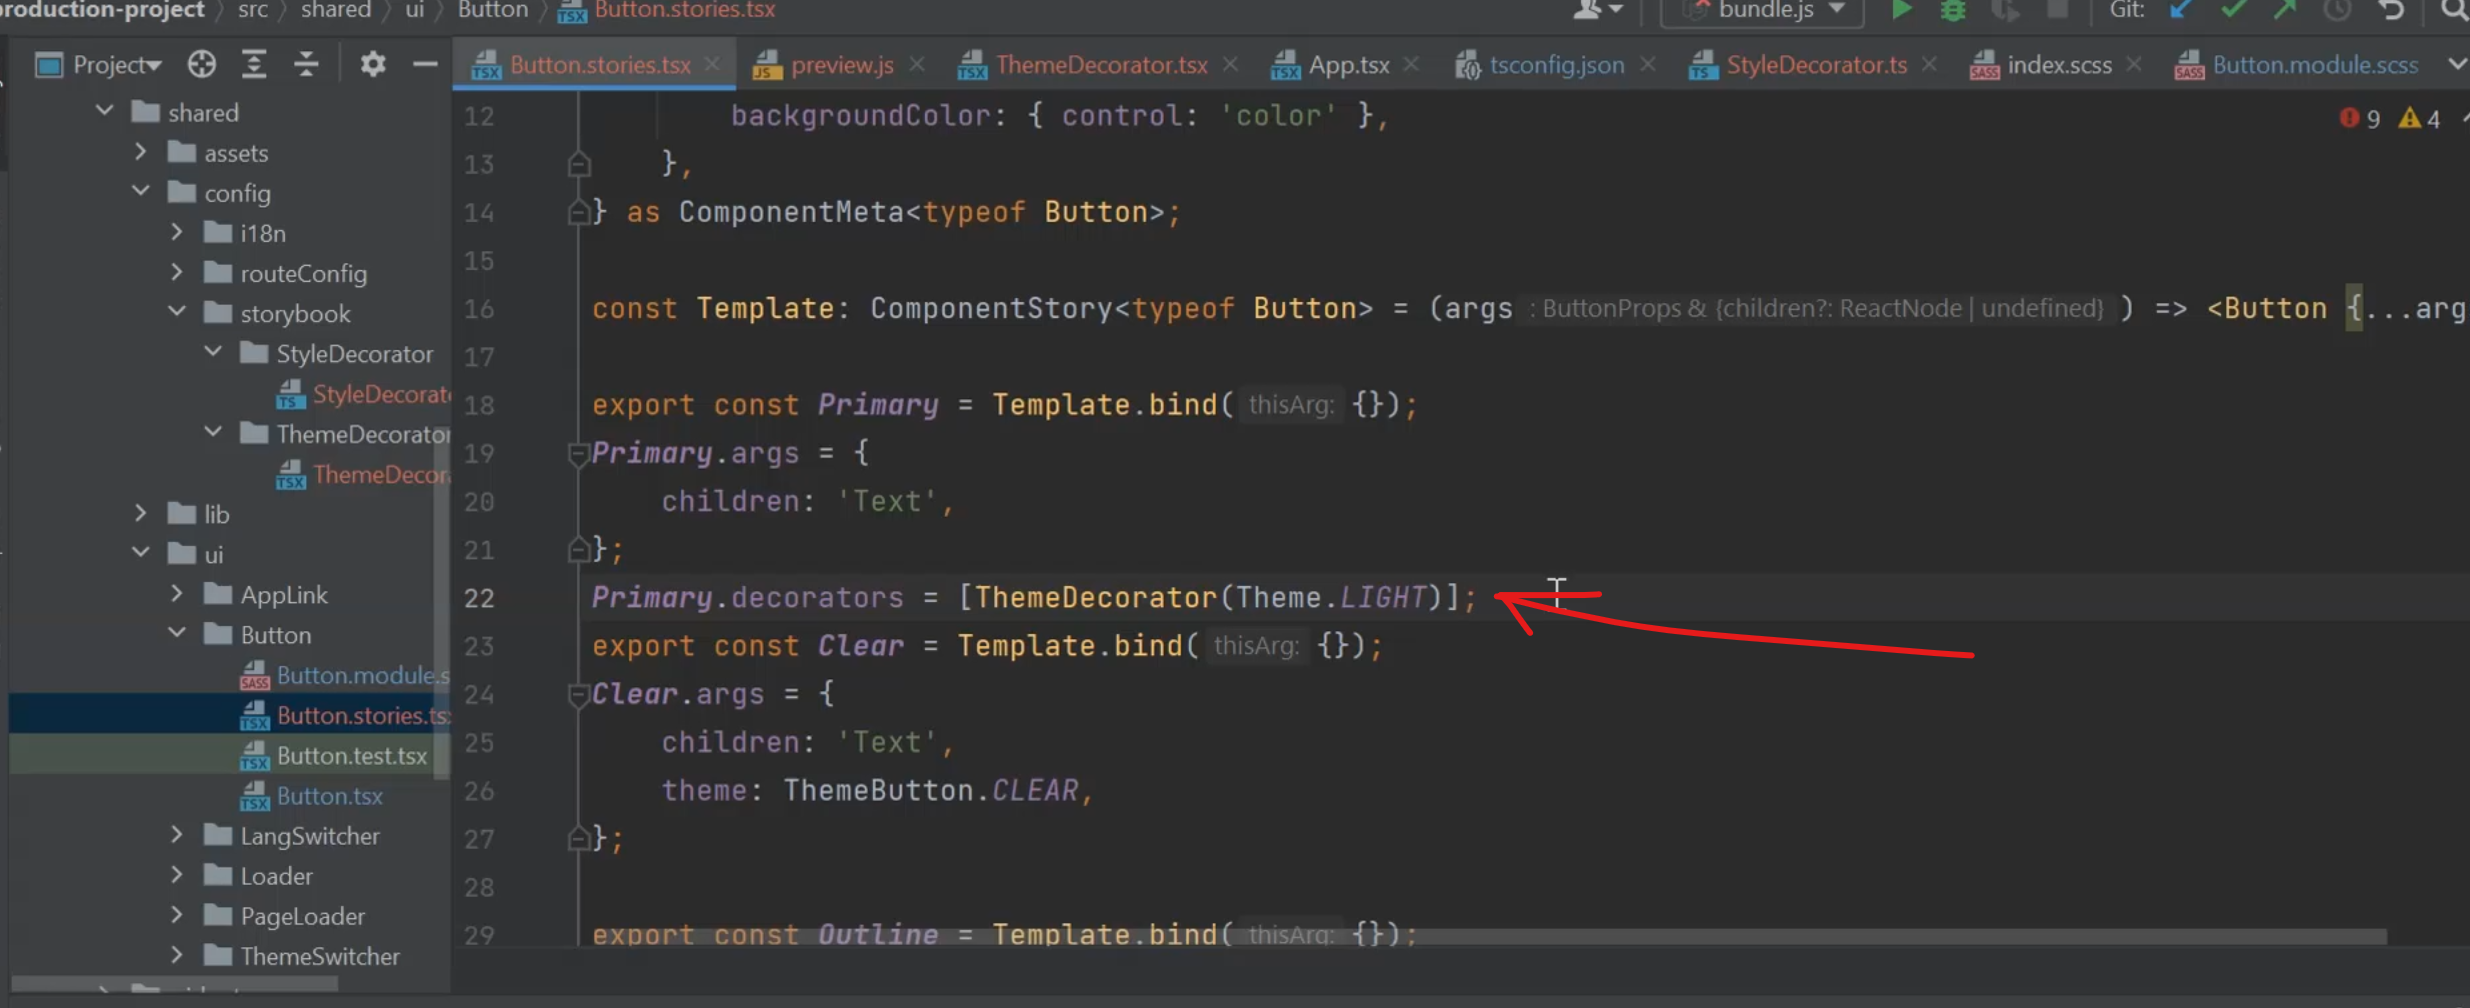 roduction-project
src
shared
ui
Button
Button.stories.tsx
bundle.js
Git:
Project
Button.stories.tsx
preview.js
ThemeDecorator.tsx
App.tsx
tsconfig.json
StyleDecorator.ts
index.scss
Button.module.scss
shared
assets
config
i18n
routeConfig
storybook
StyleDecorator
StyleDecorat
ThemeDecorator
ThemeDecor
lib
ui
AppLink
Button
Button.module.s
Button.stories.ts
Button.test.tsx
Button.tsx
LangSwitcher
Loader
PageLoader
ThemeSwitcher
9 4
12 backgroundColor: { control: 'color' },
13 },
14 } as ComponentMeta<typeof Button>;
15
16 const Template: ComponentStory<typeof Button> = (args : ButtonProps & {children?: ReactNode | undefined} ) => <Button {...arg
17
18 export const Primary = Template.bind( thisArg: {});
19 Primary.args = {
20 children: 'Text',
21 };
22 Primary.decorators = [ThemeDecorator(Theme.LIGHT)];
23 export const Clear = Template.bind( thisArg: {});
24 Clear.args = {
25 children: 'Text',
26 theme: ThemeButton.CLEAR,
27 };
28
29 export const Outline = Template.bind( thisArg: {});